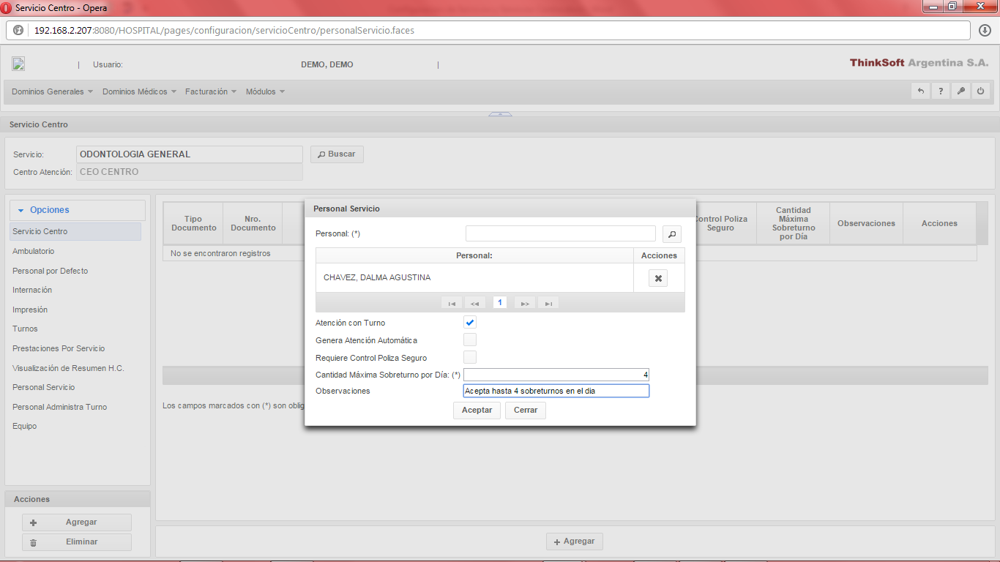 Servicio Centro - Opera
192.168.2.207:8080/HOSPITAL/pages/configuracion/servicioCentro/personalServicio.faces
| Usuario: DEMO, DEMO |
ThinkSoft Argentina S.A.
Dominios Generales Dominios Médicos Facturación Módulos
?
Servicio Centro
Servicio: ODONTOLOGIA GENERAL Buscar
Centro Atención: CEO CENTRO
Opciones
Servicio Centro
Ambulatorio
Personal por Defecto
Internación
Impresión
Turnos
Prestaciones Por Servicio
Visualización de Resumen H.C.
Personal Servicio
Personal Administra Turno
Equipo
Acciones
Agregar
Eliminar
Tipo Documento
Nro. Documento
Control Poliza Seguro
Cantidad Máxima Sobreturno por Día
Observaciones
Acciones
No se encontraron registros
Los campos marcados con (*) son oblig
Agregar
Personal Servicio
Personal: (*)
Personal: Acciones
CHAVEZ, DALMA AGUSTINA
1
Atención con Turno
Genera Atención Automática
Requiere Control Poliza Seguro
Cantidad Máxima Sobreturno por Día: (*) 4
Observaciones Acepta hasta 4 sobreturnos en el dia
Aceptar Cerrar